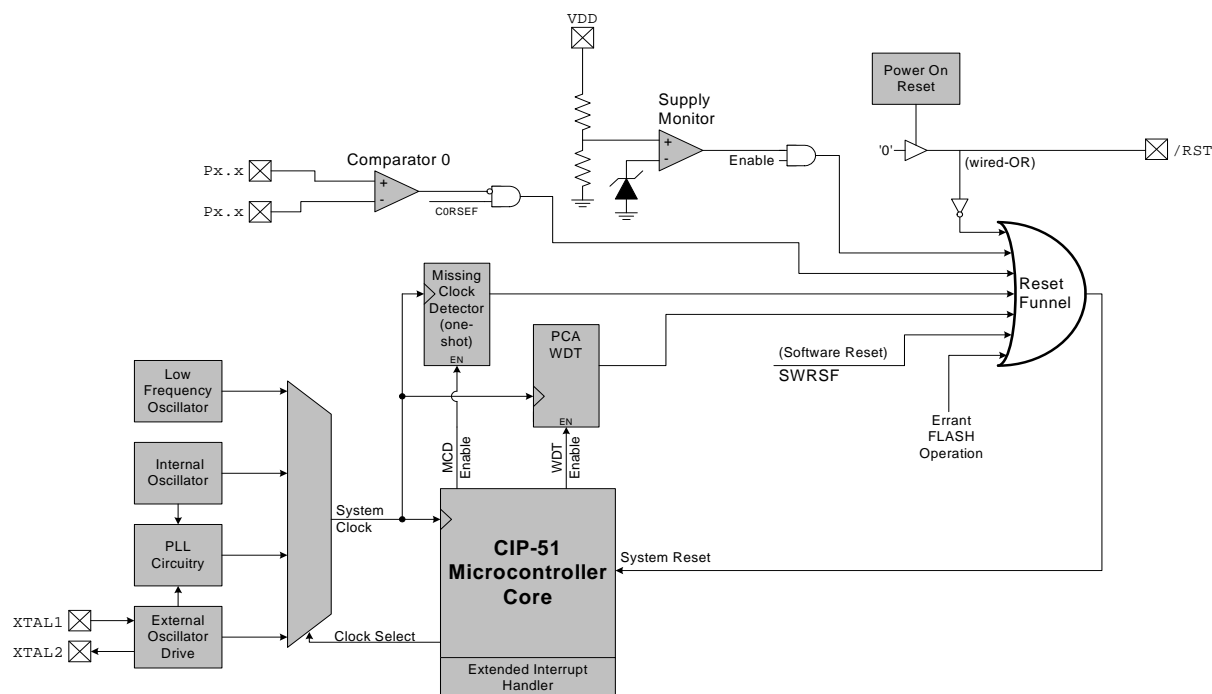 VDD
Power On
Reset
Supply
Monitor
+
-
Enable
'0'
(wired-OR)
/RST
Comparator 0
Px.x
+
-
Px.x
C0RSEF
Missing
Clock
Detector
(one-
shot)
EN
PCA
WDT
EN
Reset
Funnel
(Software Reset)
SWRSF
Errant
FLASH
Operation
Low
Frequency
Oscillator
Internal
Oscillator
PLL
Circuitry
External
Oscillator
Drive
XTAL1
XTAL2
System
Clock
MCD
Enable
WDT
Enable
CIP-51
Microcontroller
Core
System Reset
Clock Select
Extended Interrupt
Handler